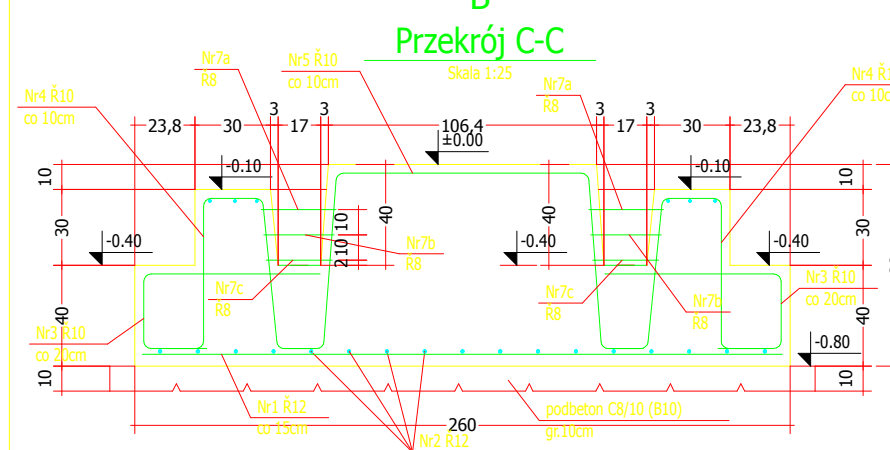 B
Przekrój C-C
Skala 1:25
Nr7a
Ř8
Nr5 Ř10
co 10cm
Nr7a
Ř8
Nr4 Ř1
co 10c
Nr4 Ř10
co 10cm
23,8
30
3
17
3
106,4
3
17
3
30
23,8
±0.00
-0.10
-0.10
10
30
40
10
10
30
40
10
40
40
10
10
2
-0.40
-0.40
-0.40
-0.80
Nr7b
Ř8
Nr7c
Ř8
Nr7c
Ř8
Nr7b
Ř8
Nr3 Ř10
co 20cm
Nr3 Ř10
co 20cm
Nr1 Ř12
co 15cm
Nr2 Ř12
260
podbeton C8/10 (B10)
gr.10cm